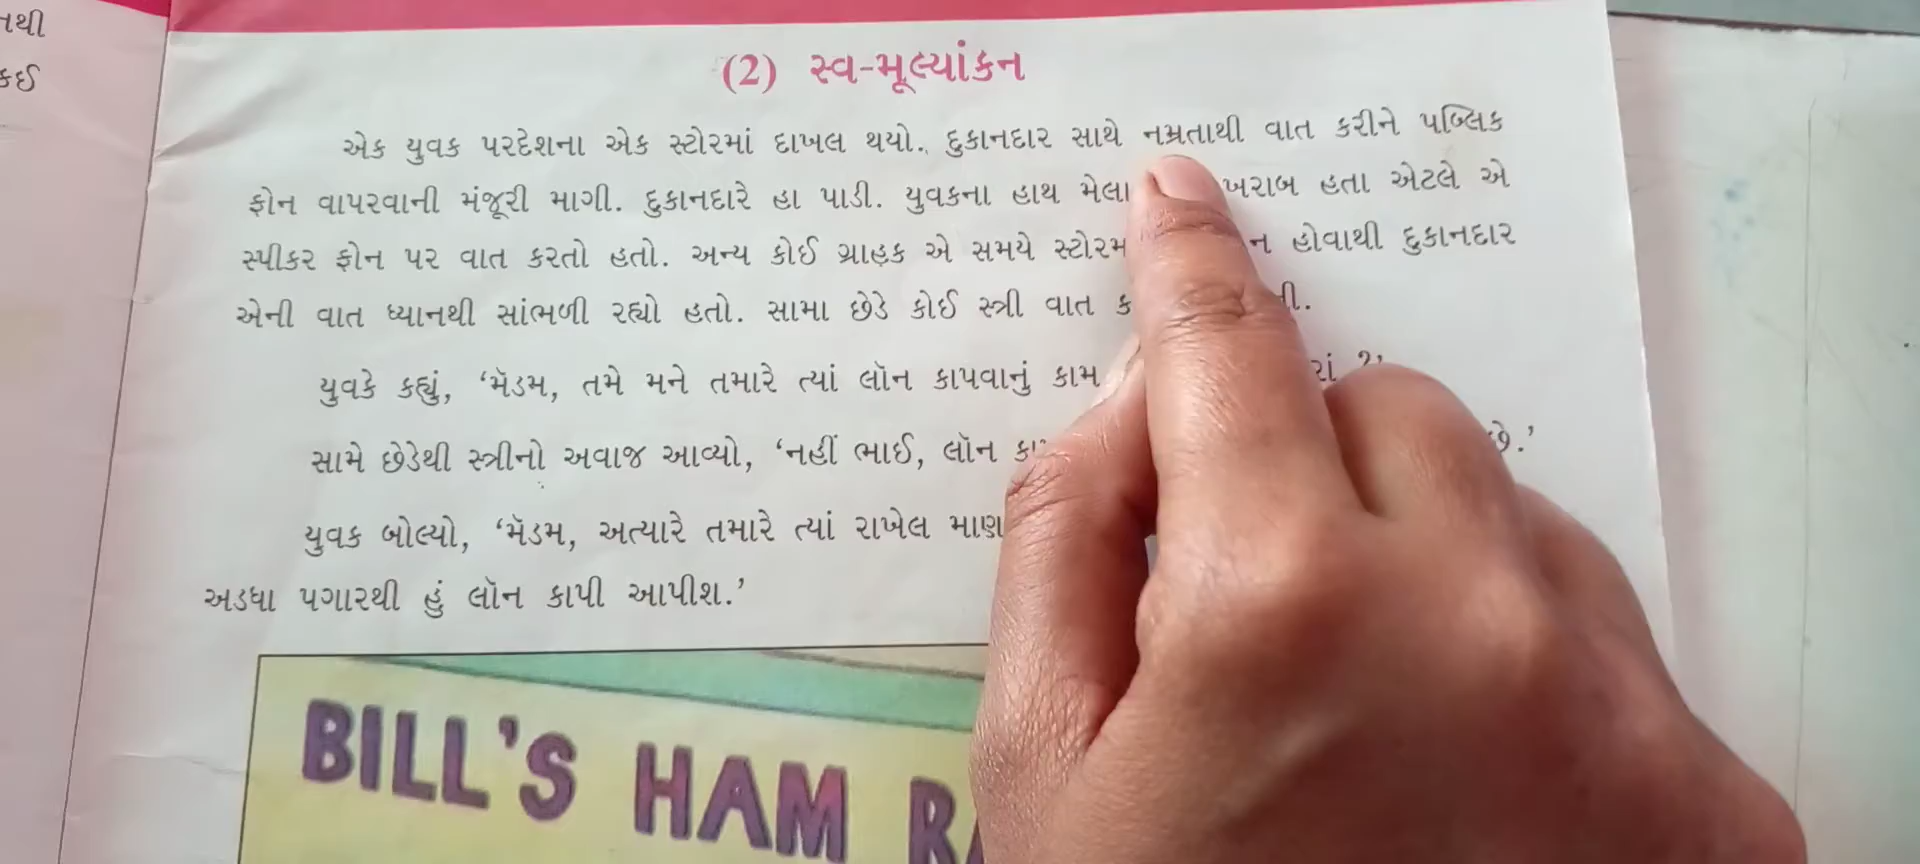 તથી
કઈ
(2) સ્વ-મૂલ્યાંકન
એક યુવક પરદેશના એક સ્ટોરમાં દાખલ થયો. દુકાનદાર સાથે નમ્રતાથી વાત કરીને પબ્લિક
ફોન વાપરવાની મંજૂરી માગી. દુકાનદારે હા પાડી. યુવકના હાથ મેલા ખરાબ હતા એટલે એ
સ્પીકર ફોન પર વાત કરતો હતો. અન્ય કોઈ ગ્રાહક એ સમયે ન હોવાથી દુકાનદાર
એની વાત ધ્યાનથી સાંભળી રહ્યો હતો. સામા છેડે કોઈ સ્ત્રી વાત
યુવકે કહ્યું, ‘મૅડમ, તમે મને તમારે ત્યાં લૉન કાપવાનું કામ
સામે છેડેથી સ્ત્રીનો અવાજ આવ્યો, ‘નહીં ભાઈ, લૉન છે.’
યુવક બોલ્યો, ‘મૅડમ, અત્યારે તમારે ત્યાં રાખેલ
અડધા પગારથી હું લૉન કાપી આપીશ.’
BILL'S HAM